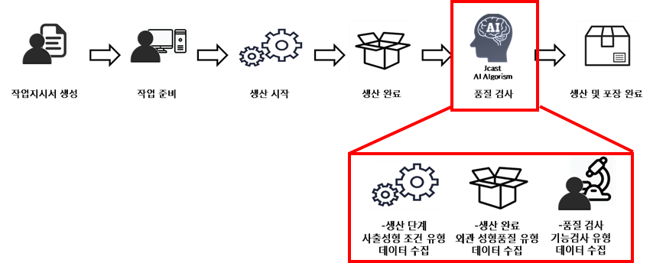 AI
Jcast
AI Algorism
작업지시서 생성
작업 준비
생산 시작
생산 완료
품질 검사
생산 및 포장 완료
-생산 단계
사출성형 조건 유형
데이터 수집
-생산 완료
외관 성형품질 유형
데이터 수집
-품질 검사
기능검사 유형
데이터 수집